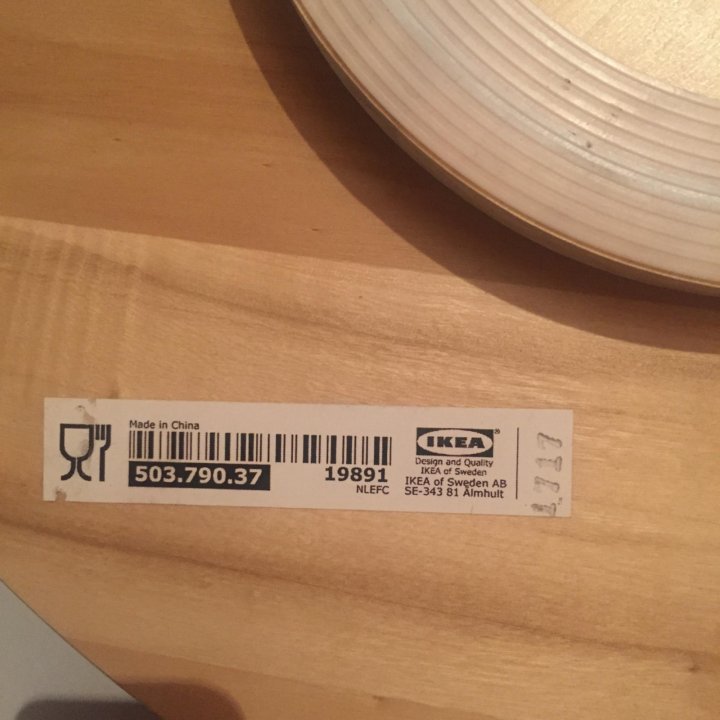 Made in China
503.790.37
19891
NLEFC
IKEA®
Design and Quality
IKEA of Sweden
IKEA of Sweden AB
SE-343 81 Älmhult